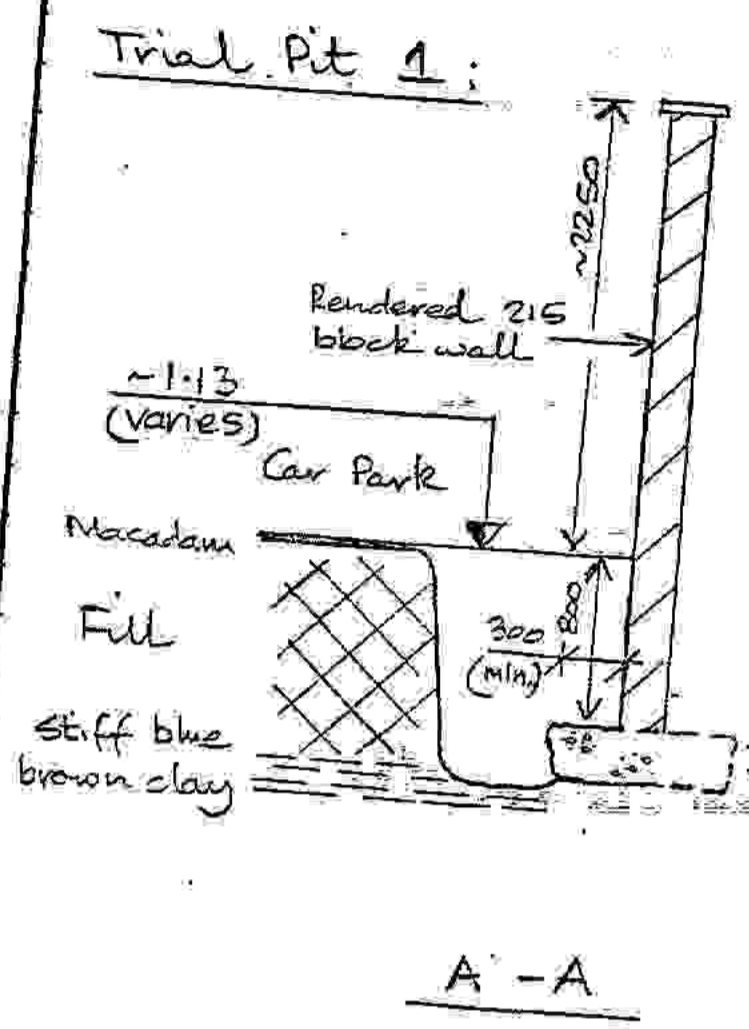 Trial Pit 1:
~2250
Rendered 215
block wall
~1.13
(varies)
Car Park
Macadam
Fill
800
300
(min.)
stiff blue
brown clay
A - A